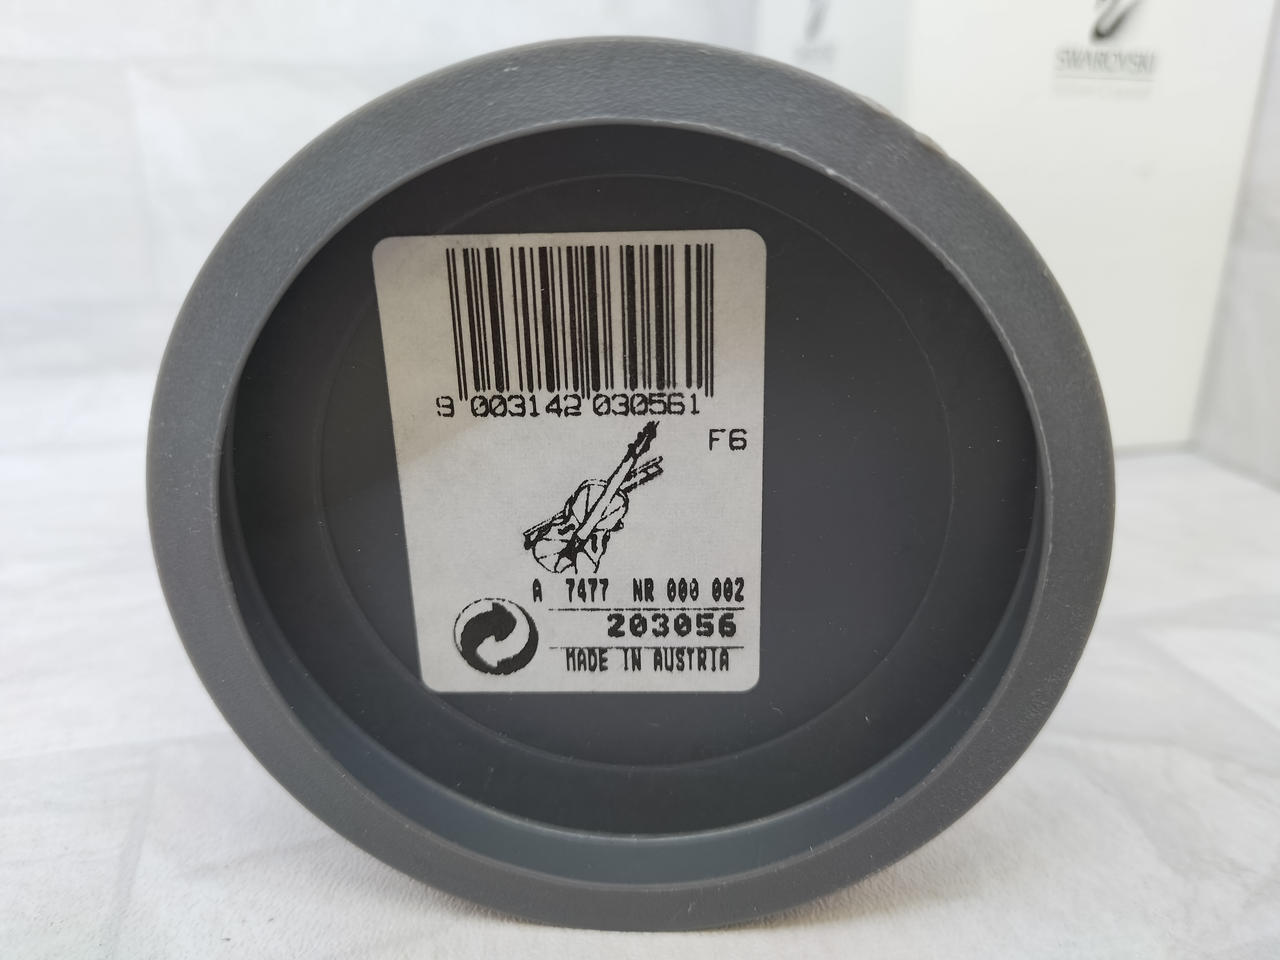 SWAROVSKI
9 003142 030561
F6
A 7477 NR 000 002
203056
MADE IN AUSTRIA